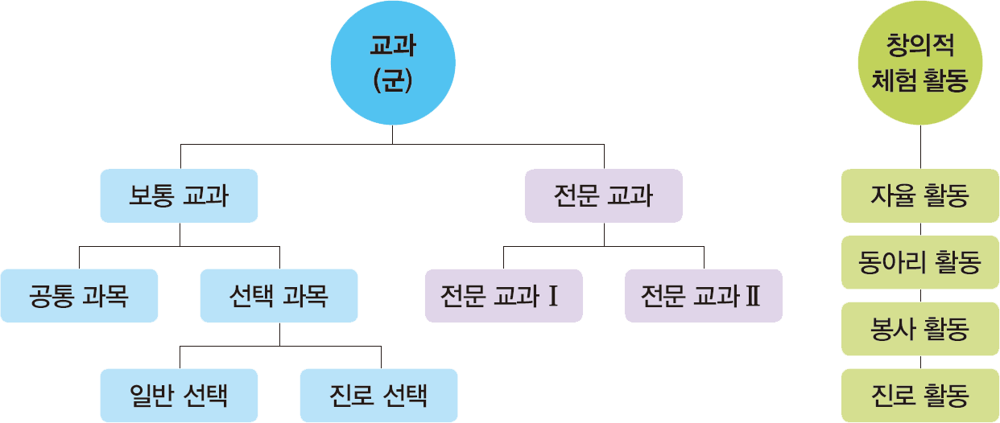 교과
(군)
창의적
체험 활동
보통 교과
전문 교과
자율 활동
동아리 활동
공통 과목
선택 과목
전문 교과 Ⅰ
전문 교과 Ⅱ
봉사 활동
일반 선택
진로 선택
진로 활동